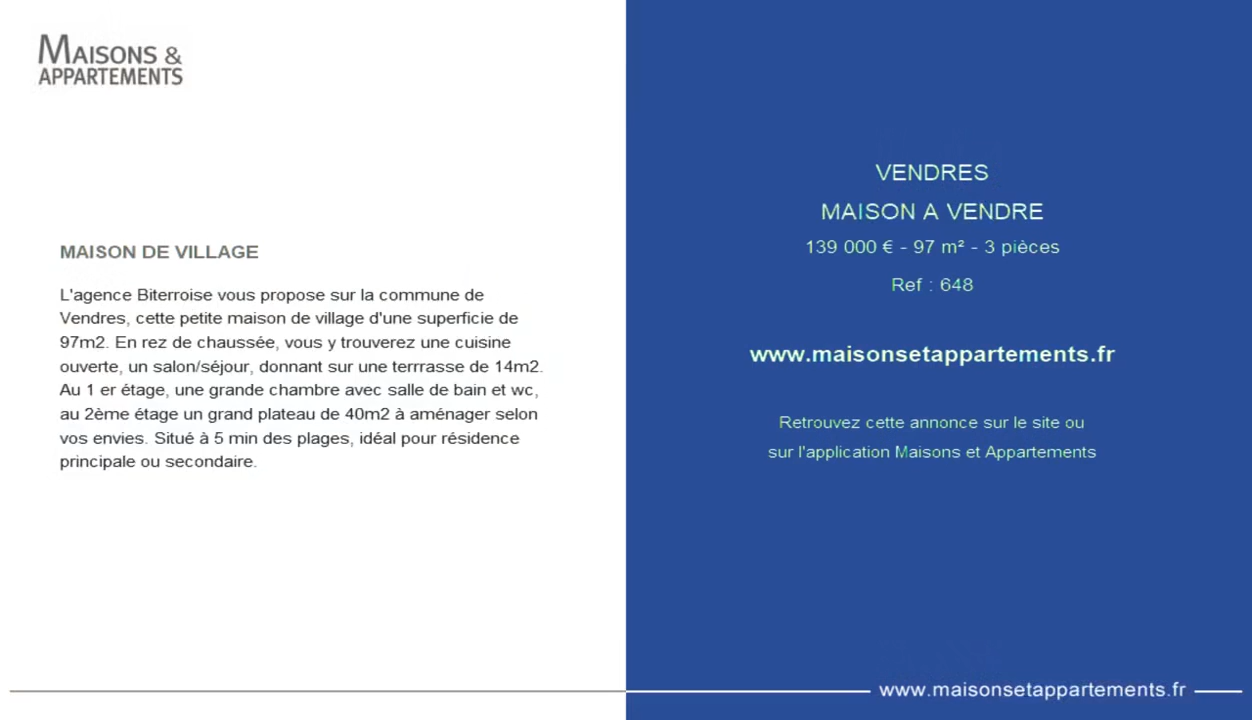 MAISONS &
APPARTEMENTS
MAISON DE VILLAGE
L'agence Biterroise vous propose sur la commune de
Vendres, cette petite maison de village d'une superficie de
97m2. En rez de chaussée, vous y trouverez une cuisine
ouverte, un salon/séjour, donnant sur une terrrasse de 14m2.
Au 1 er étage, une grande chambre avec salle de bain et wc,
au 2ème étage un grand plateau de 40m2 à aménager selon
vos envies. Situé à 5 min des plages, idéal pour résidence
principale ou secondaire.
VENDRES
MAISON A VENDRE
139 000 € - 97 m² - 3 pièces
Ref : 648
www.maisonsetappartements.fr
Retrouvez cette annonce sur le site ou
sur l'application Maisons et Appartements
www.maisonsetappartements.fr